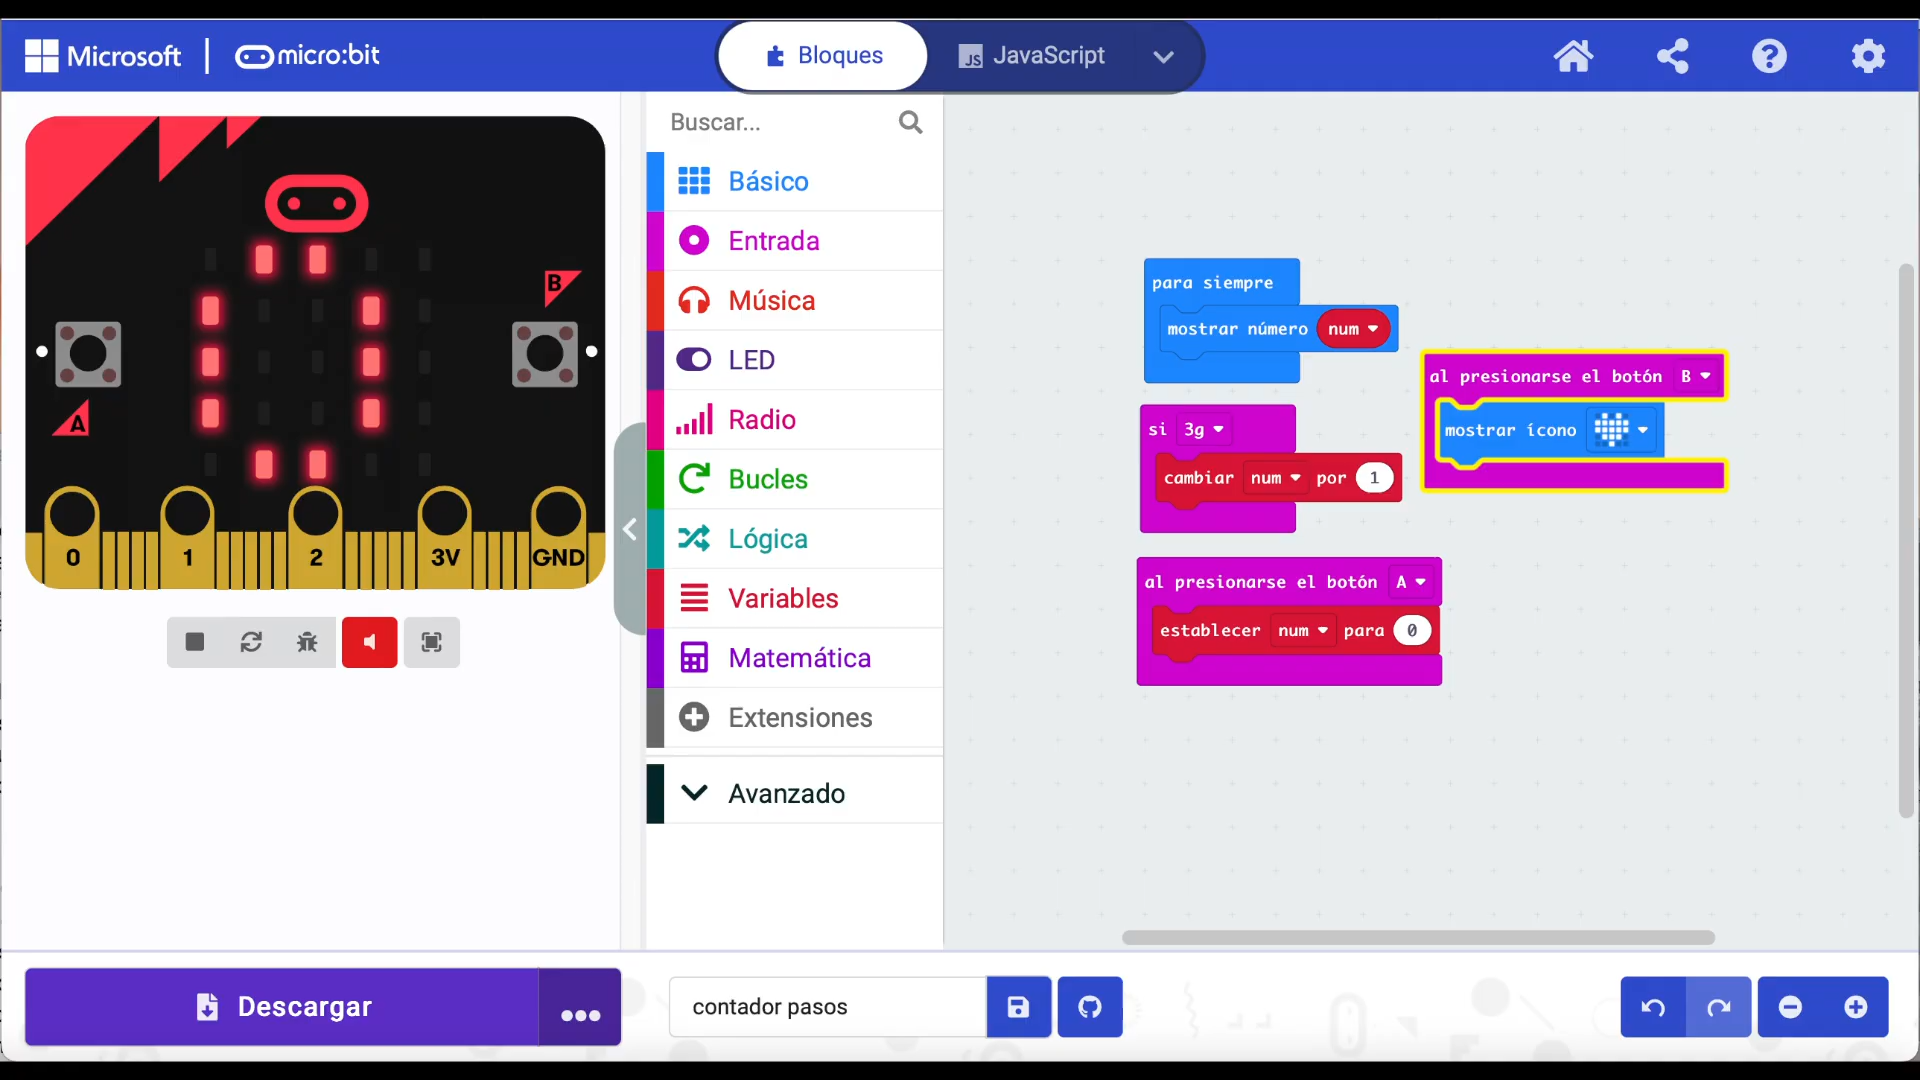 Microsoft | micro:bit
Bloques
JS JavaScript
B
A
0 1 2 3V GND
Buscar...
Básico
Entrada
Música
LED
Radio
Bucles
Lógica
Variables
Matemática
Extensiones
Avanzado
para siempre
mostrar número num
si 3g
cambiar num por 1
al presionarse el botón B
mostrar ícono
al presionarse el botón A
establecer num para 0
Descargar
contador pasos